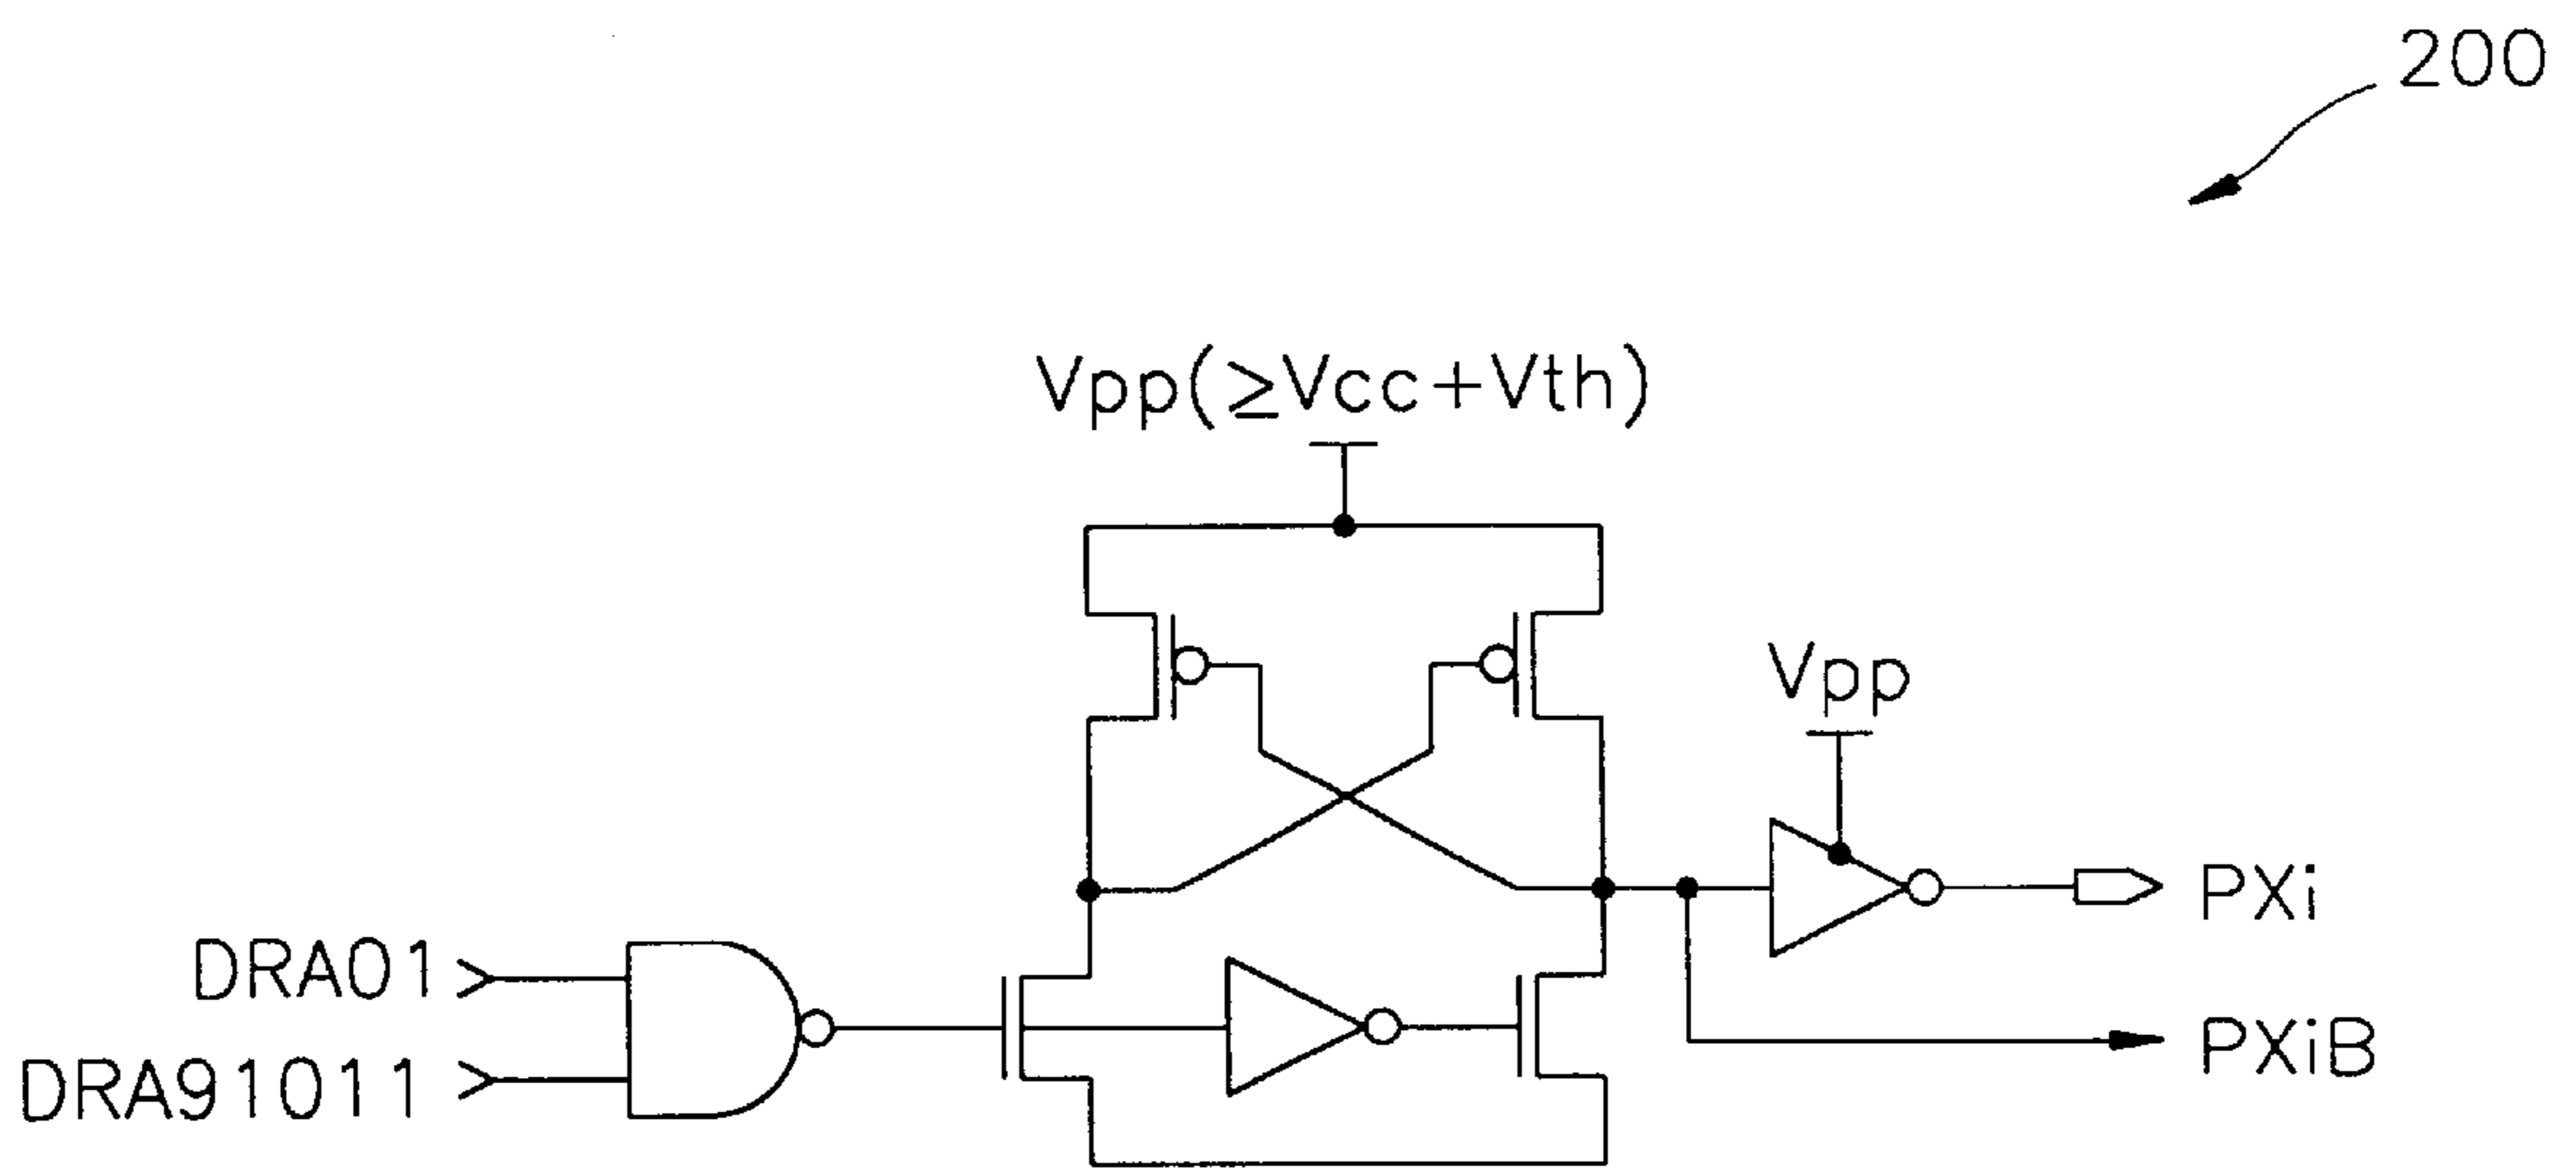 200
Vpp(≥Vcc+Vth)
Vpp
PXi
DRA01
PXiB
DRA91011